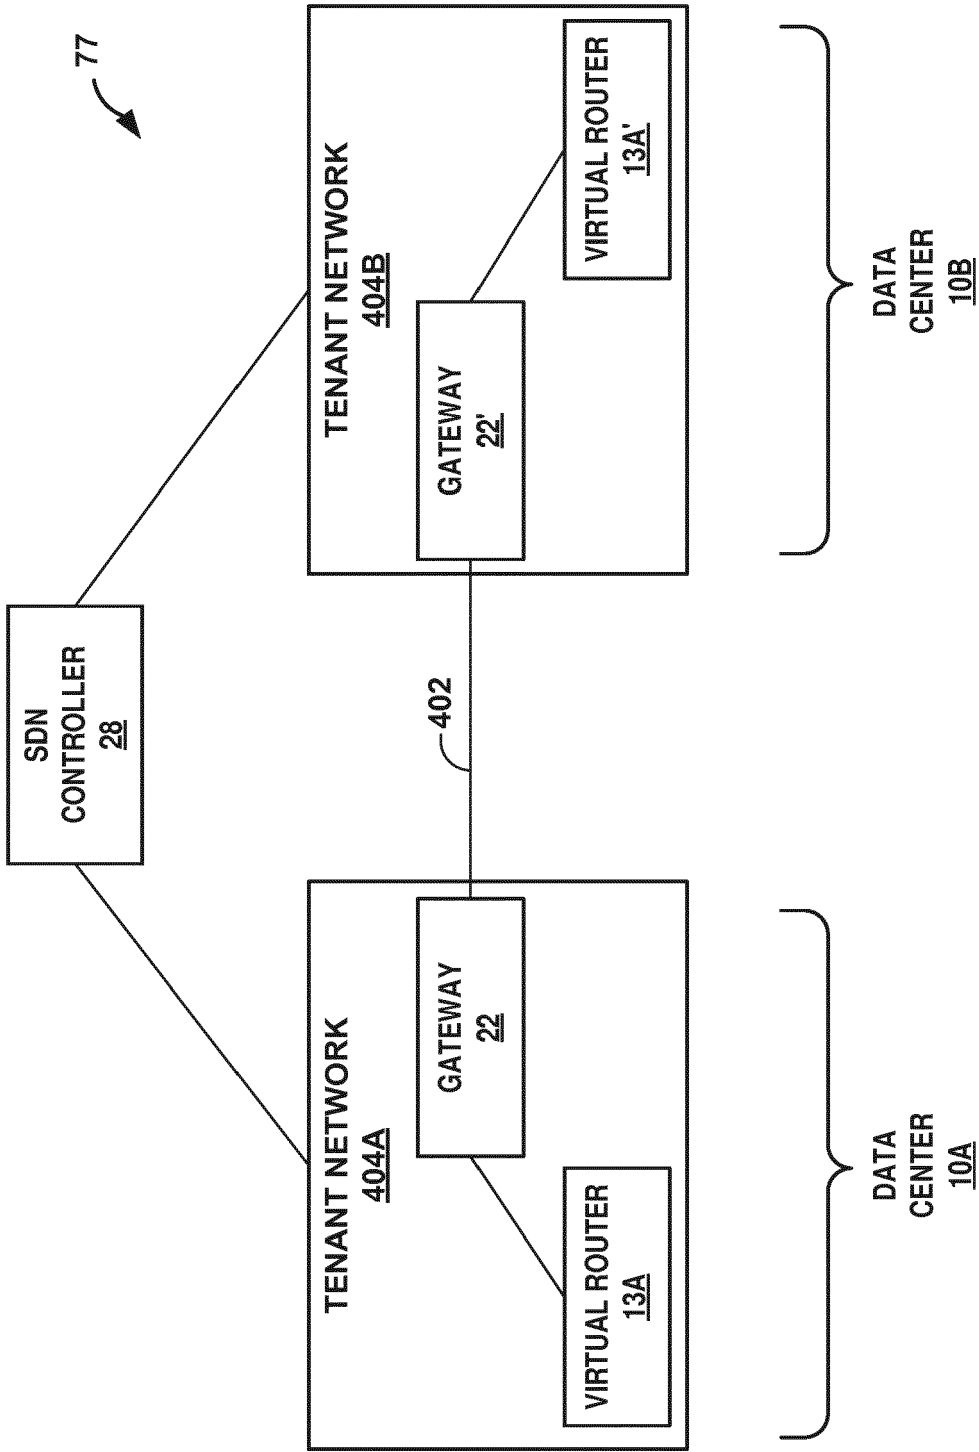 77
SDN
CONTROLLER
28
TENANT NETWORK
404A
GATEWAY
22
VIRTUAL ROUTER
13A
402
TENANT NETWORK
404B
GATEWAY
22'
VIRTUAL ROUTER
13A'
DATA
CENTER
10A
DATA
CENTER
10B